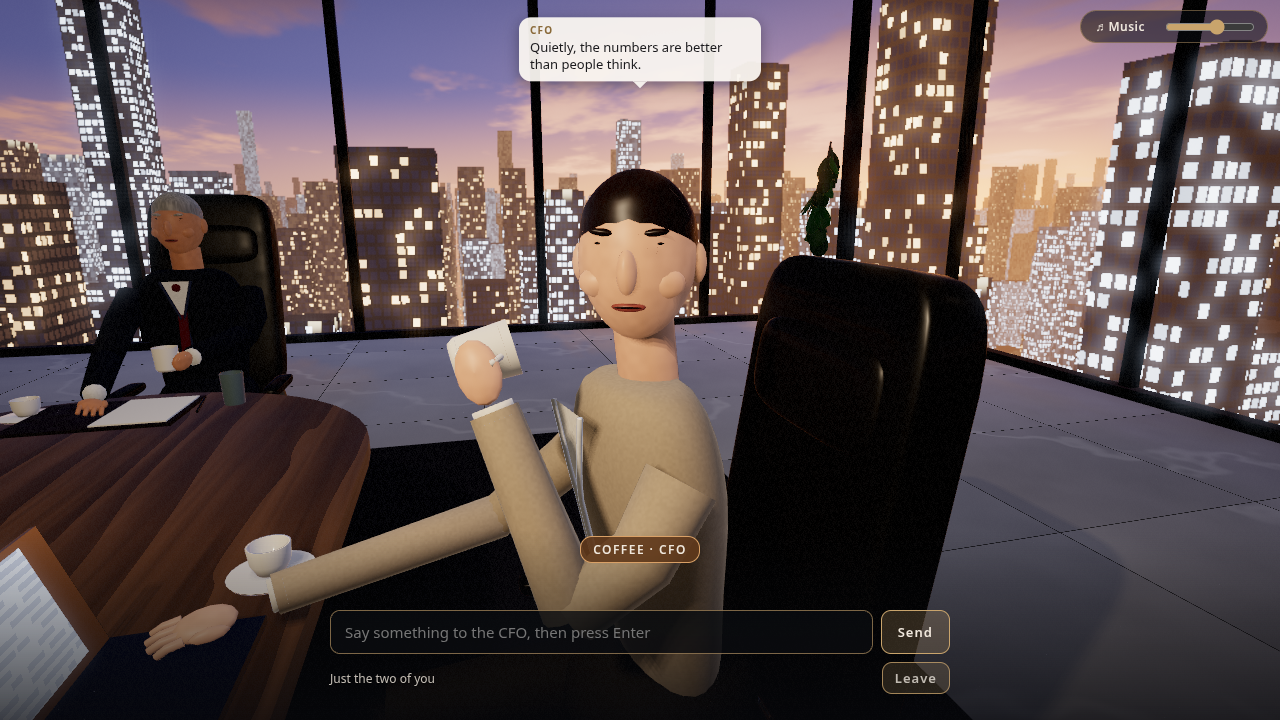 CFO
Quietly, the numbers are better
than people think.
♬ Music
COFFEE · CFO
Say something to the CFO, then press Enter
Send
Just the two of you
Leave